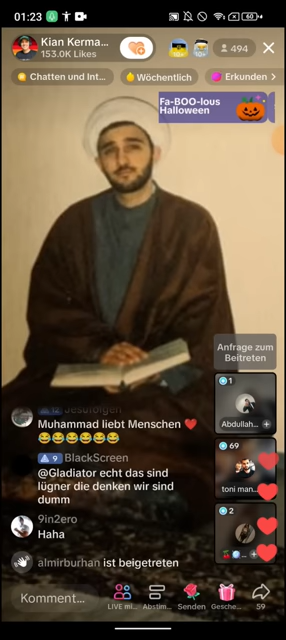 01:23
60
Kian Kerma...
153.0K Likes
494
Chatten und Int...
Wöchentlich
Erkunden
Fa-BOO-lous
Halloween
Anfrage zum
Beitreten
1
Abdullah...
Muhammad liebt Menschen ❤️
😂😂😂😂😂😂
9 BlackScreen
@Gladiator echt das sind
lügner die denken wir sind
dumm
69
toni man...
9in2ero
Haha
2
almirburhan ist beigetreten
Komment...
LIVE mi...
Abstim...
Senden
Gesche...
59